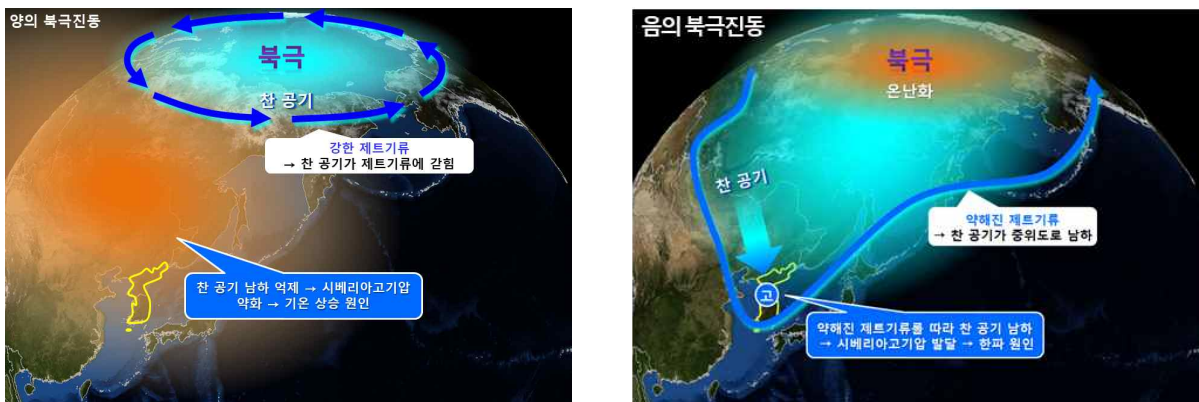 양의 북극진동
북극
찬 공기
강한 제트기류
→ 찬 공기가 제트기류에 갇힘
찬 공기 남하 억제 → 시베리아고기압
약화 → 기온 상승 원인
음의 북극진동
북극
온난화
찬 공기
약해진 제트기류
→ 찬 공기가 중위도로 남하
고
약해진 제트기류를 따라 찬 공기 남하
→ 시베리아고기압 발달 → 한파 원인